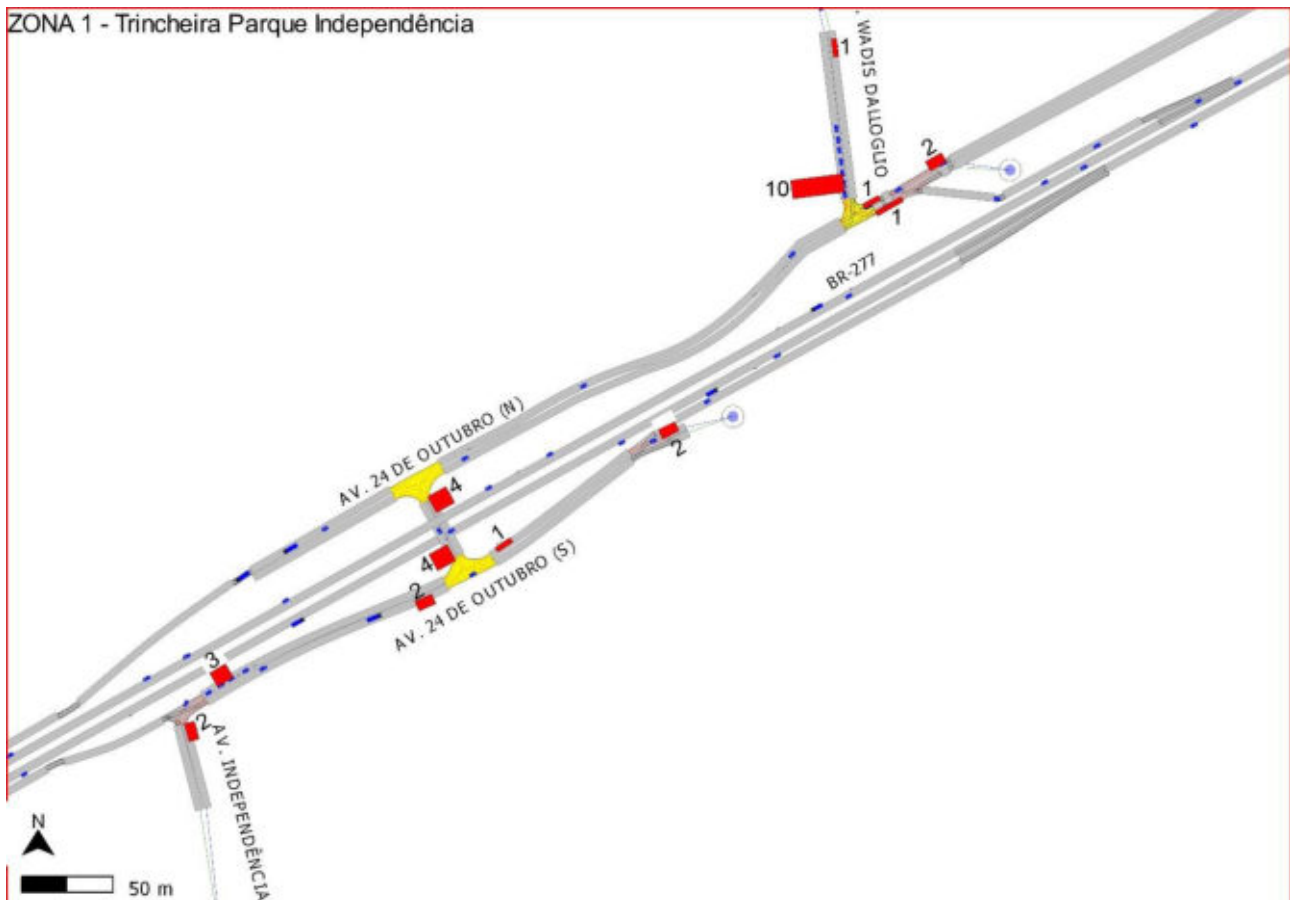 ZONA 1 - Trincheira Parque Independência
1
WADIS DALLOGLIO
2
10
1
1
BR-277
AV. 24 DE OUTUBRO (N)
4
2
1
4
2
AV. 24 DE OUTUBRO (S)
3
2
AV. INDEPENDÊNCIA
N
50 m